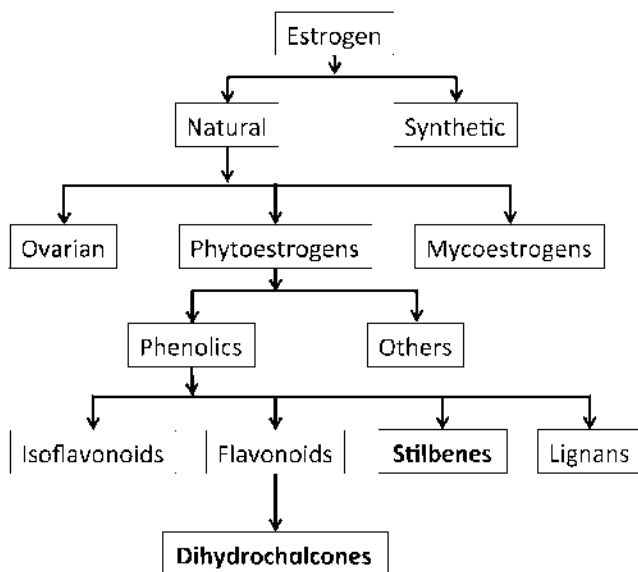 Estrogen
Natural
Synthetic
Ovarian
Phytoestrogens
Mycoestrogens
Phenolics
Others
Isoflavonoids
Flavonoids
Stilbenes
Lignans
Dihydrochalcones